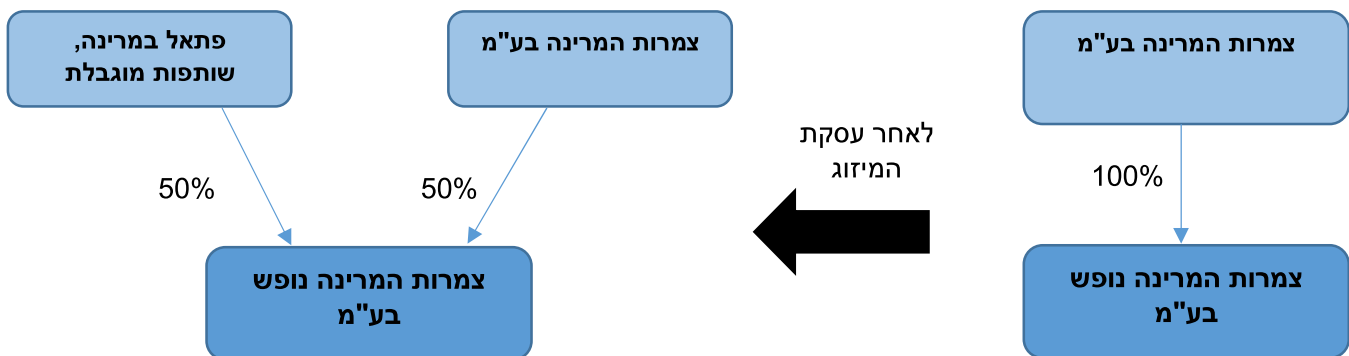 צמרות המרינה בע"מ
100%
צמרות המרינה נופש
בע"מ
לאחר עסקת
המיזוג
צמרות המרינה בע"מ
פתאל במרינה,
שותפות מוגבלת
50%
50%
צמרות המרינה נופש
בע"מ